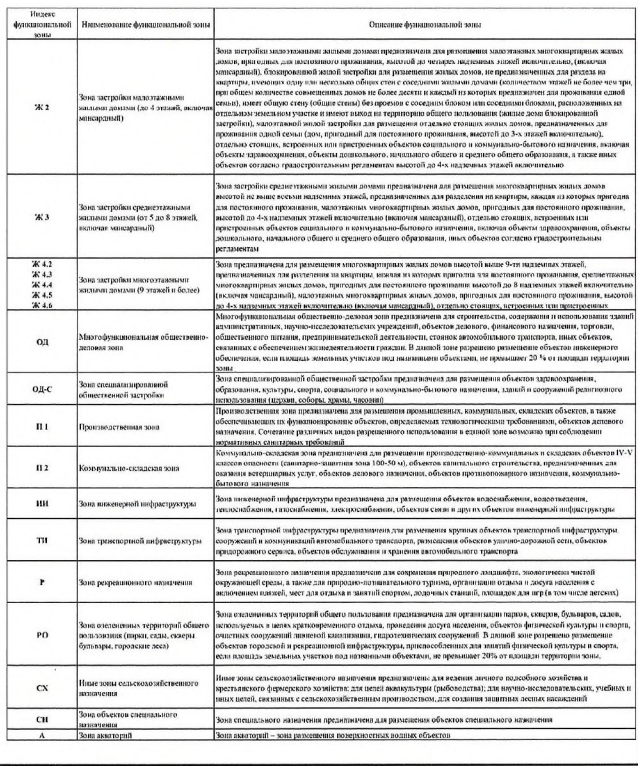 Индекс
функциональной
зоны
Наименование функциональной зоны
Описание функциональной зоны
Ж 2
Зона застройки малоэтажными
жилыми домами (до 4 этажей, включая
мансардный)
Зона застройки малоэтажными жилыми домами предназначена для размещения малоэтажных многоквартирных жилых
домов, пригодных для постоянного проживания, высотой до четырех надземных этажей включительно, (включая
мансардный), блокированной жилой застройки для размещения жилых домов, не предназначенных для раздела на
квартиры, имеющих одну или несколько общих стен с соседними жилыми домами (количеством этажей не более чем три,
при общем количестве совмещенных домов не более десяти и каждый из которых предназначен для проживания одной
семьи), имеет общую стену (общие стены) без проемов с соседним блоком или соседними блоками, расположенных на
отдельном земельном участке и имеют выход на территорию общего пользования (жилые дома блокированной
застройки), малоэтажной жилой застройки для размещения отдельно стоящих жилых домов, предназначенных для
проживания одной семьи (дом, пригодный для постоянного проживания, высотой до 3-х этажей включительно),
отдельно стоящих, встроенных или пристроенных объектов социального и коммунально-бытового назначения, включая
объекты здравоохранения, объекты дошкольного, начального общего и среднего общего образования, а также иных
объектов согласно градостроительным регламентам высотой до 4-х надземных этажей включительно
Ж 3
Зона застройки среднеэтажными
жилыми домами (от 5 до 8 этажей,
включая мансардный)
Зона застройки среднеэтажными жилыми домами предназначена для размещения многоквартирных жилых домов
высотой не выше восьми надземных этажей, предназначенных для разделения на квартиры, каждая из которых пригодна
для постоянного проживания, малоэтажных многоквартирных жилых домов, пригодных для постоянного проживания,
высотой до 4-х надземных этажей включительно (включая мансардный), отдельно стоящих, встроенных или
пристроенных объектов социального и коммунально-бытового назначения, включая объекты здравоохранения, объекты
дошкольного, начального общего и среднего общего образования, иных объектов согласно градостроительным
регламентам
Ж 4.2
Ж 4.3
Ж 4.4
Ж 4.5
Ж 4.6
Зона застройки многоэтажными
жилыми домами (9 этажей и более)
Зона предназначена для размещения многоквартирных жилых домов высотой выше 9-ти надземных этажей,
предназначенных для разделения на квартиры, каждая из которых пригодна для постоянного проживания, среднеэтажных
многоквартирных жилых домов, пригодных для постоянного проживания высотой до 8 надземных этажей включительно
(включая мансардный), малоэтажных многоквартирных жилых домов, пригодных для постоянного проживания, высотой
до 4-х надземных этажей включительно (включая мансардный), отдельно стоящих, встроенных или пристроенных
ОД
Многофункциональная общественно-
деловая зона
Многофункциональная общественно-деловая зона предназначена для строительства, содержания и использования зданий
административных, научно-исследовательских учреждений, объектов делового, финансового назначения, торговли,
общественного питания, предпринимательской деятельности, стоянок автомобильного транспорта, иных объектов,
связанных с обеспечением жизнедеятельности граждан. В данной зоне разрешено размещение объектов инженерного
обеспечения, если площадь земельных участков под названными объектами, не превышает 20 % от площади территории
зоны
ОД-С
Зона специализированной
общественной застройки
Зона специализированной общественной застройки предназначена для размещения объектов здравоохранения,
образования, культуры, спорта, социального и коммунально-бытового назначения, зданий и сооружений религиозного
использования (церкви, соборы, храмы, часовни)
П 1
Производственная зона
Производственная зона предназначена для размещения промышленных, коммунальных, складских объектов, а также
обеспечивающих их функционирование объектов, определяемых технологическими требованиями, объектов делового
назначения. Сочетание различных видов разрешенного использования в единой зоне возможно при соблюдении
нормативных санитарных требований
П 2
Коммунально-складская зона
Коммунально-складская зона предназначена для размещения производственно-коммунальных и складских объектов IV-V
классов опасности (санитарно-защитная зона 100-50 м), объектов капитального строительства, предназначенных для
оказания ветеринарных услуг, объектов делового назначения, объектов противопожарного назначения, коммунально-
бытового назначения
ИИ
Зона инженерной инфраструктуры
Зона инженерной инфраструктуры предназначена для размещения объектов водоснабжения, водоотведения,
теплоснабжения, газоснабжения, электроснабжения, объектов связи и других объектов инженерной инфраструктуры
ТИ
Зона транспортной инфраструктуры
Зона транспортной инфраструктуры предназначена для размещения крупных объектов транспортной инфраструктуры
сооружений и коммуникаций автомобильного транспорта, размещения объектов улично-дорожной сети, объектов
придорожного сервиса, объектов обслуживания и хранения автомобильного транспорта
Р
Зона рекреационного назначения
Зона рекреационного назначения предназначена для сохранения природного ландшафта, экологически чистой
окружающей среды, а также для природно-познавательного туризма, организации отдыха и досуга населения с
включением пляжей, мест для отдыха и занятий спортом, лодочных станций, площадок для игр (в том числе детских)
РО
Зона озелененных территорий общего
пользования (парки, сады, скверы,
бульвары, городские леса)
Зона озелененных территорий общего пользования предназначена для организации парков, скверов, бульваров, садов,
используемых в целях кратковременного отдыха, проведения досуга населения, объектов физической культуры и спорта,
очистных сооружений ливневой канализации, гидротехнических сооружений. В данной зоне разрешено размещение
объектов городской и рекреационной инфраструктуры, приспособленных для занятий физической культуры и спорта,
если площадь земельных участков под названными объектами, не превышает 20% от площади территории зоны.
СХ
Иные зоны сельскохозяйственного
назначения
Иные зоны сельскохозяйственного назначения предназначены для ведения личного подсобного хозяйства и
крестьянского фермерского хозяйства: для целей аквакультуры (рыбоводства); для научно-исследовательских, учебных и
иных целей, связанных с сельскохозяйственным производством, для создания защитных лесных насаждений
СН
Зона объектов специального
назначения
Зона специального назначения предназначена для размещения объектов специального назначения
А
Зона акваторий
Зона акваторий – зона размещения поверхностных водных объектов